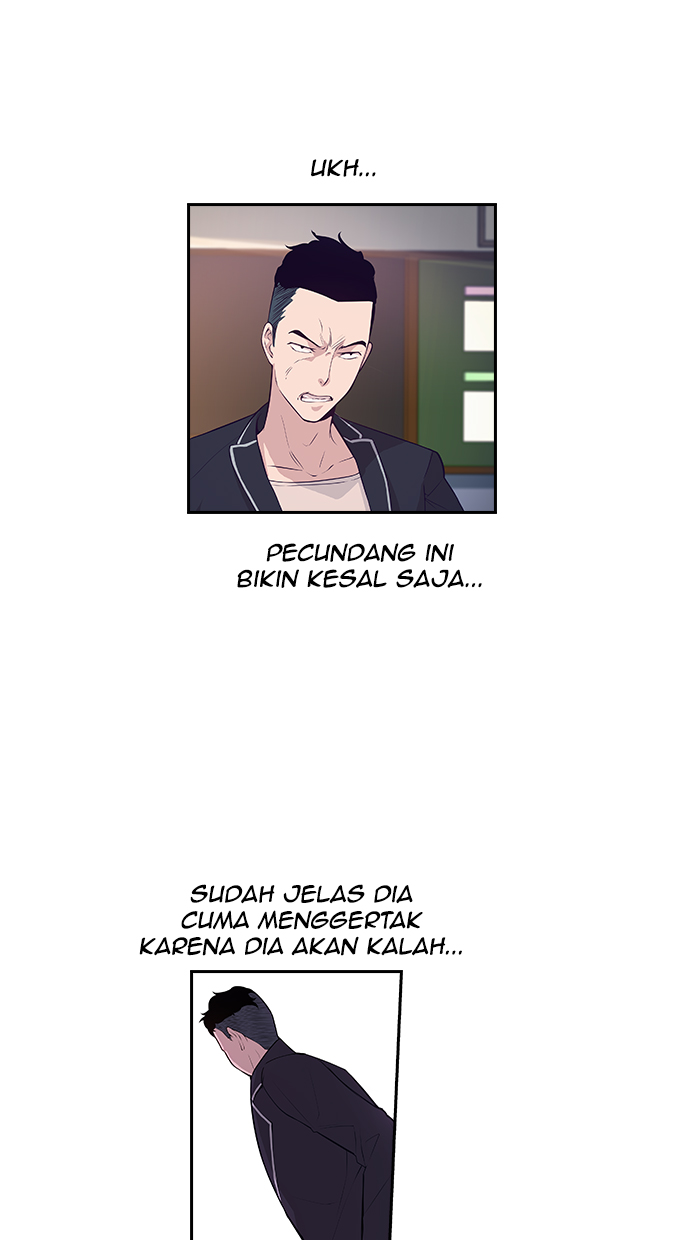 UKH...
PECUNDANG INI
BIKIN KESAL SAJA...
SUDAH JELAS DIA
CUMA MENGGERTAK
KARENA DIA AKAN KALAH...